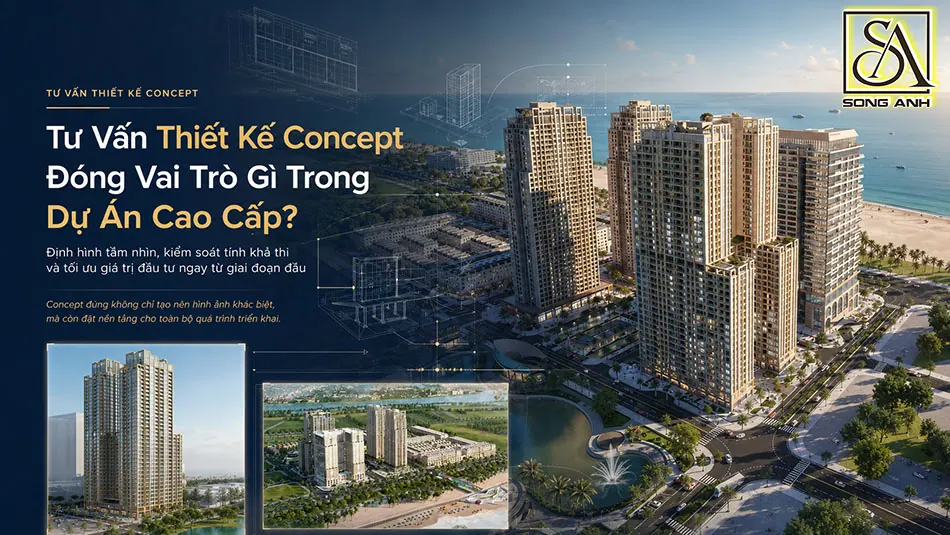 SA
SONG ANH
TƯ VẤN THIẾT KẾ CONCEPT
Tư Vấn Thiết Kế Concept
Đóng Vai Trò Gì Trong
Dự Án Cao Cấp?
Định hình tầm nhìn, kiểm soát tính khả thi
và tối ưu giá trị đầu tư ngay từ giai đoạn đầu
Concept đúng không chỉ tạo nên hình ảnh khác biệt,
mà còn đặt nền tảng cho toàn bộ quá trình triển khai.